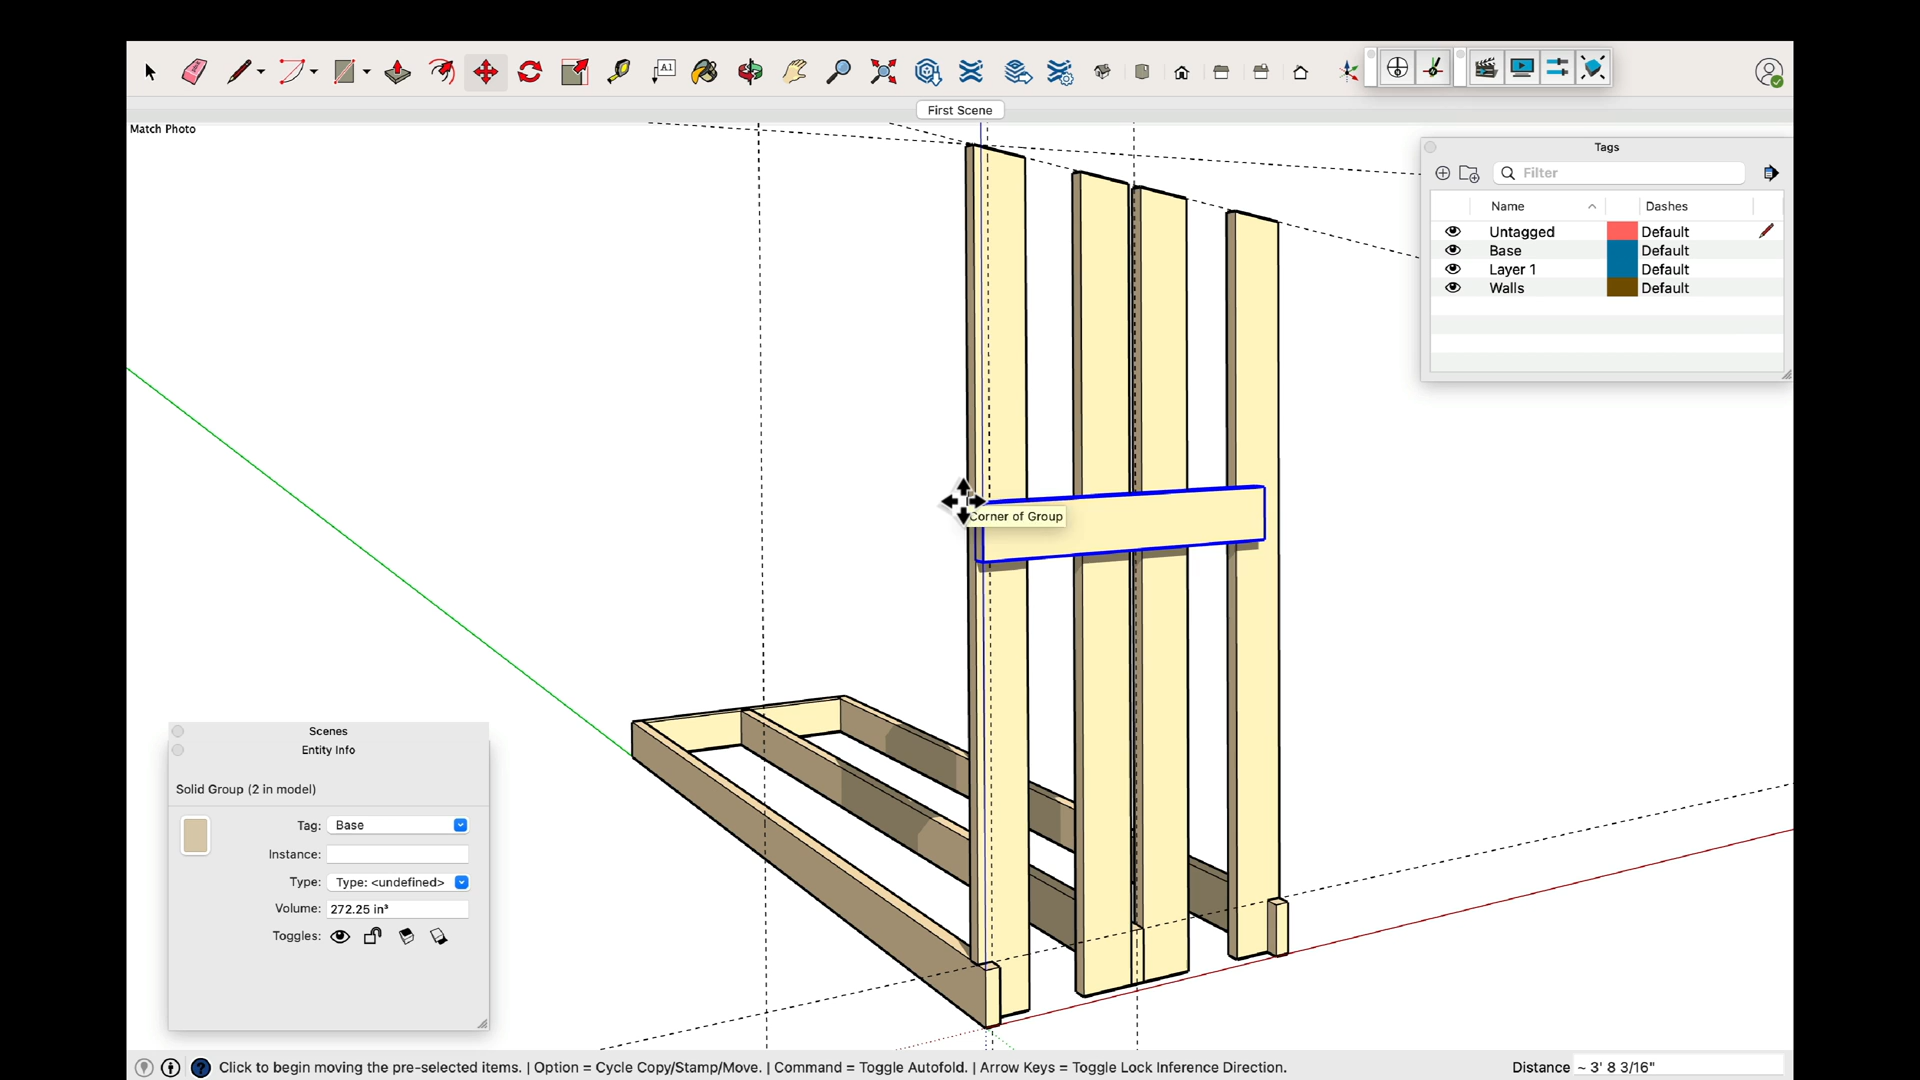 A1
First Scene
Match Photo
Tags
Filter
Name
Dashes
Untagged
Default
Base
Default
Layer 1
Default
Walls
Default
Corner of Group
Scenes
Entity Info
Solid Group (2 in model)
Tag:
Base
Instance:
Type:
Type: <undefined>
Volume:
272.25 in³
Toggles:
Click to begin moving the pre-selected items. | Option = Cycle Copy/Stamp/Move. | Command = Toggle Autofold. | Arrow Keys = Toggle Lock Inference Direction.
Distance
~ 3' 8 3/16"